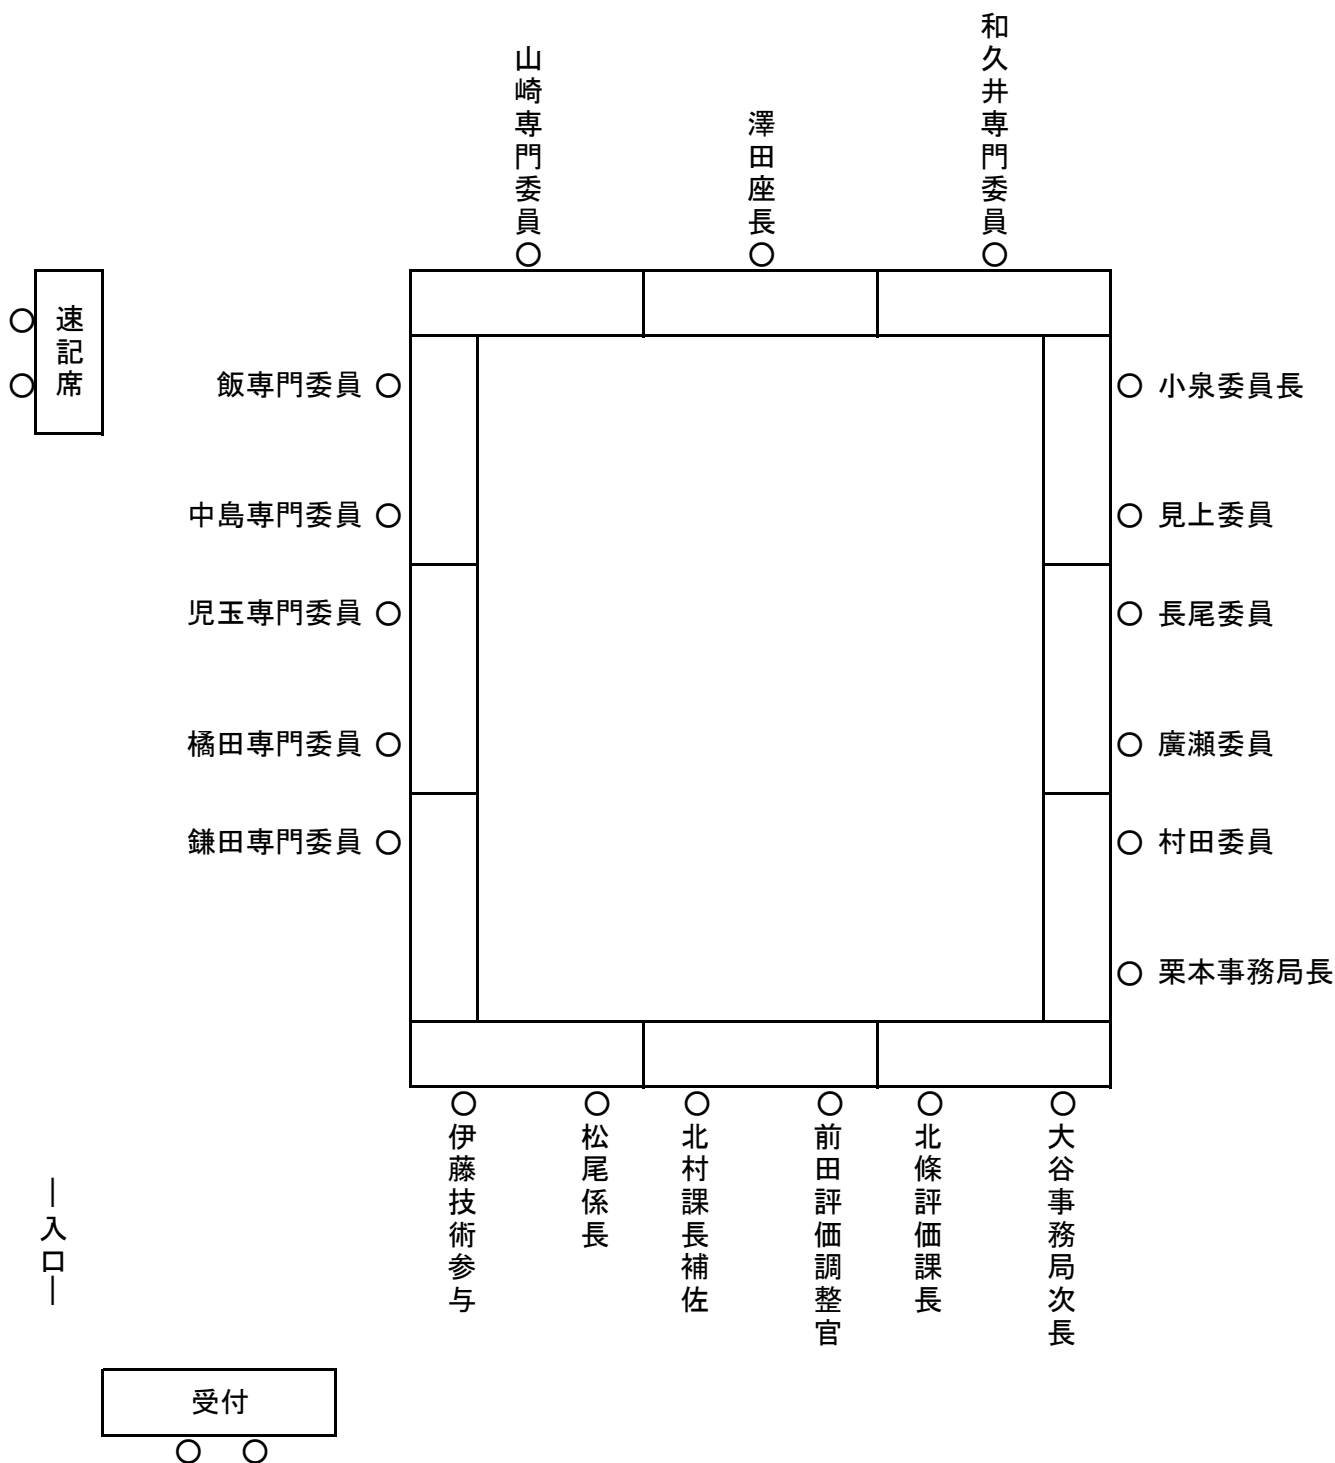 和久井専門委員
澤田座長
山崎専門委員
速記席
飯専門委員 ○
○ 小泉委員長
中島専門委員 ○
○ 見上委員
児玉専門委員 ○
○ 長尾委員
橘田専門委員 ○
○ 廣瀬委員
鎌田専門委員 ○
○ 村田委員
○ 栗本事務局長
大谷事務局次長
北條評価課長
前田評価調整官
北村課長補佐
松尾係長
伊藤技術参与
―入口―
受付